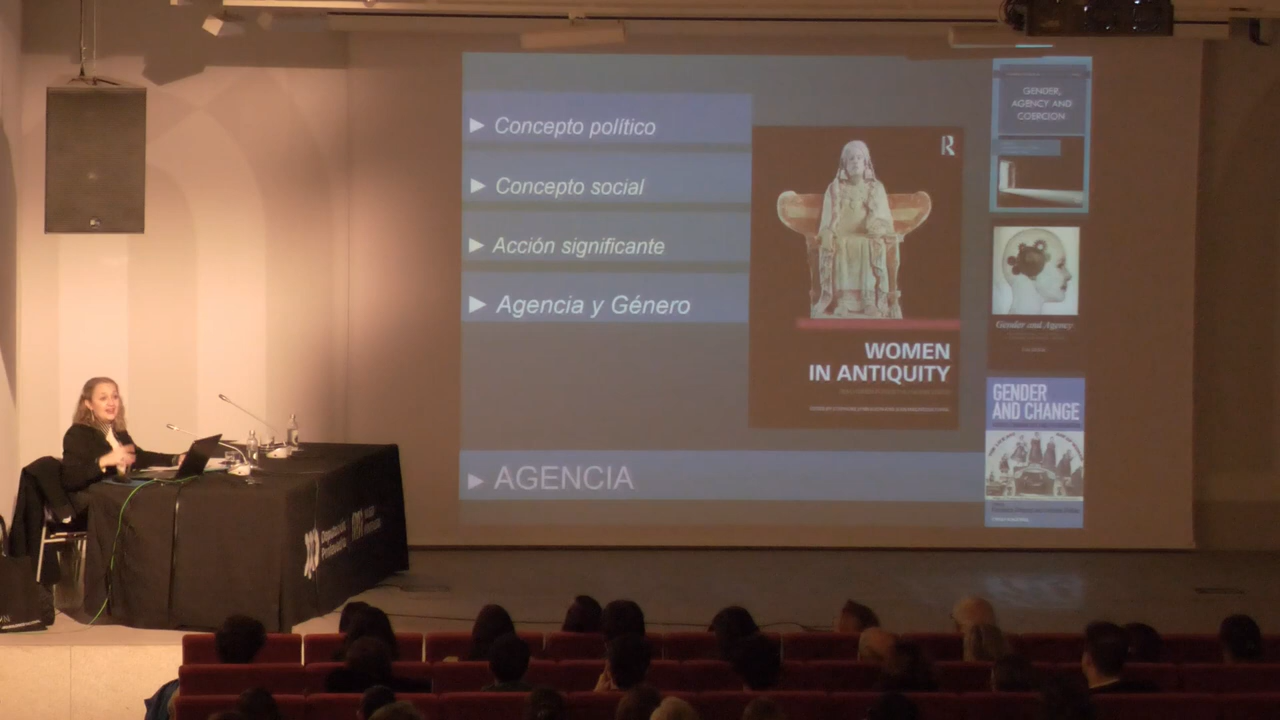 ► Concepto político
► Concepto social
► Acción significante
► Agencia y Género
► AGENCIA
R
WOMEN
IN ANTIQUITY
GENDER,
AGENCY AND
COERCION
Gender and Agency
GENDER
AND CHANGE